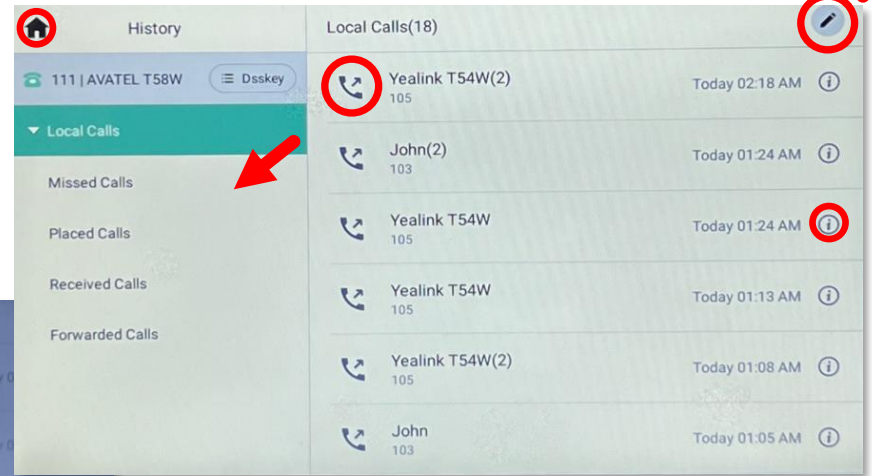 History
111 | AVATEL T58W
Dsskey
Local Calls
Missed Calls
Placed Calls
Received Calls
Forwarded Calls
Local Calls(18)
Yealink T54W(2)
105
Today 02:18 AM
John(2)
103
Today 01:24 AM
Yealink T54W
105
Today 01:24 AM
Yealink T54W
105
Today 01:13 AM
Yealink T54W(2)
105
Today 01:08 AM
John
103
Today 01:05 AM